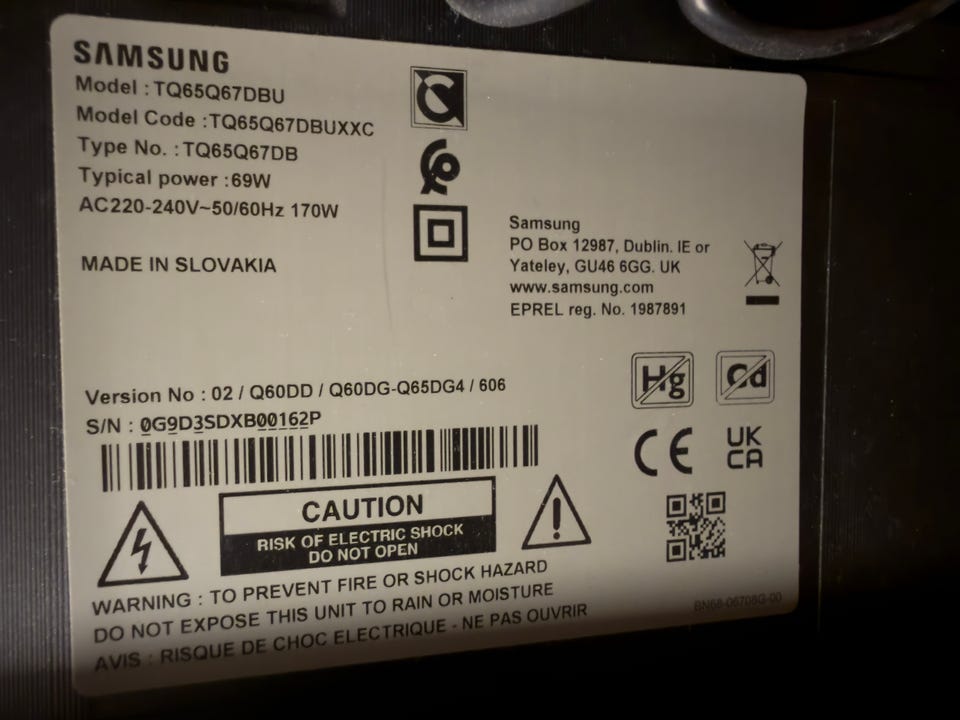 SAMSUNG
Model : TQ65Q67DBU
Model Code :TQ65Q67DBUXXC
Type No. : TQ65Q67DB
Typical power :69W
AC220-240V~50/60Hz 170W
MADE IN SLOVAKIA
Samsung
PO Box 12987, Dublin. IE or
Yateley, GU46 6GG. UK
www.samsung.com
EPREL reg. No. 1987891
Hg
Cd
Version No : 02 / Q60DD / Q60DG-Q65DG4 / 606
S/N : 0G9D3SDXB00162P
CE
UK
CA
CAUTION
RISK OF ELECTRIC SHOCK
DO NOT OPEN
WARNING : TO PREVENT FIRE OR SHOCK HAZARD
DO NOT EXPOSE THIS UNIT TO RAIN OR MOISTURE
AVIS : RISQUE DE CHOC ELECTRIQUE - NE PAS OUVRIR
BN68-06708G-00